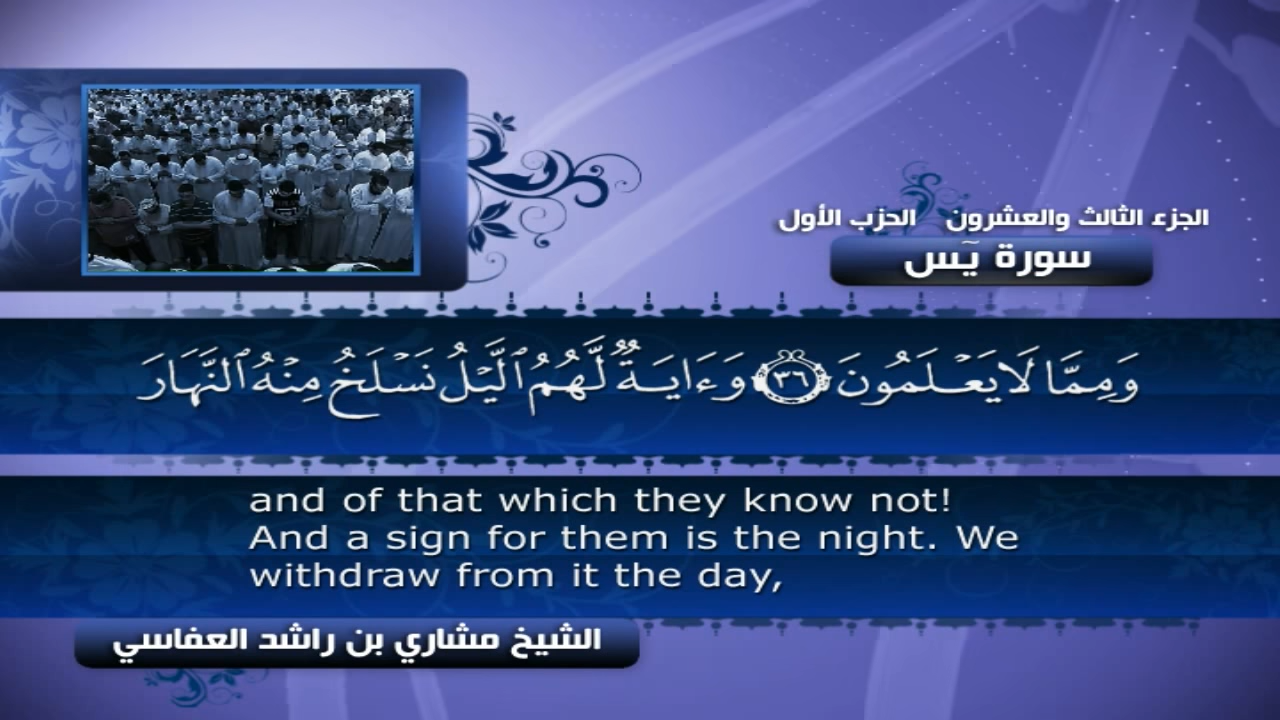 الجزء الثالث والعشرون الحزب الأول
سورة يٓس
وَمِمَّا لَا يَعْلَمُونَ ٣٦ وَءَايَةٌ لَّهُمُ ٱلَّيْلُ نَسْلَخُ مِنْهُ ٱلنَّهَارَ
and of that which they know not!
And a sign for them is the night. We
withdraw from it the day,
الشيخ مشاري بن راشد العفاسي